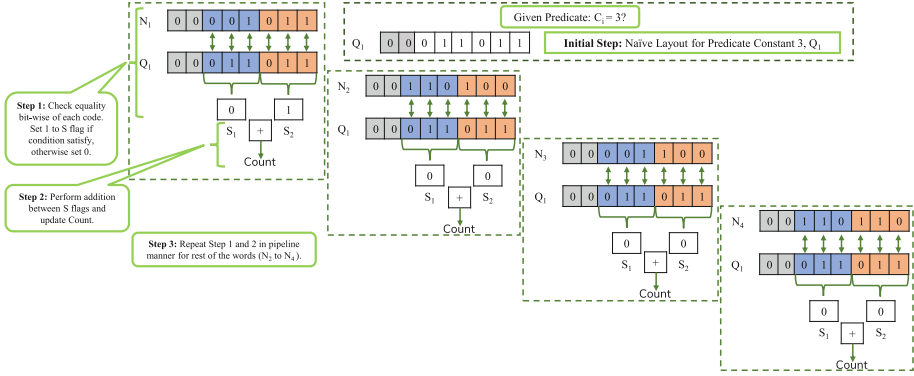 N1 0 0 0 0 1 0 1 1
Q1 0 0 0 1 1 0 1 1
0 1
S1 + S2
Count
Given Predicate: Ci = 3?
Q1 0 0 0 1 1 0 1 1
Initial Step: Naïve Layout for Predicate Constant 3, Q1
Step 1: Check equality
bit-wise of each code.
Set 1 to S flag if
condition satisfy,
otherwise set 0.
Step 2: Perform addition
between S flags and
update Count.
Step 3: Repeat Step 1 and 2 in pipeline
manner for rest of the words (N2 to N4).
N2 0 0 1 1 0 1 0 0
Q1 0 0 0 1 1 0 1 1
0 0
S1 + S2
Count
N3 0 0 0 0 1 1 0 0
Q1 0 0 0 1 1 0 1 1
0 0
S1 + S2
Count
N4 0 0 1 1 0 1 1 0
Q1 0 0 0 1 1 0 1 1
0 0
S1 + S2
Count